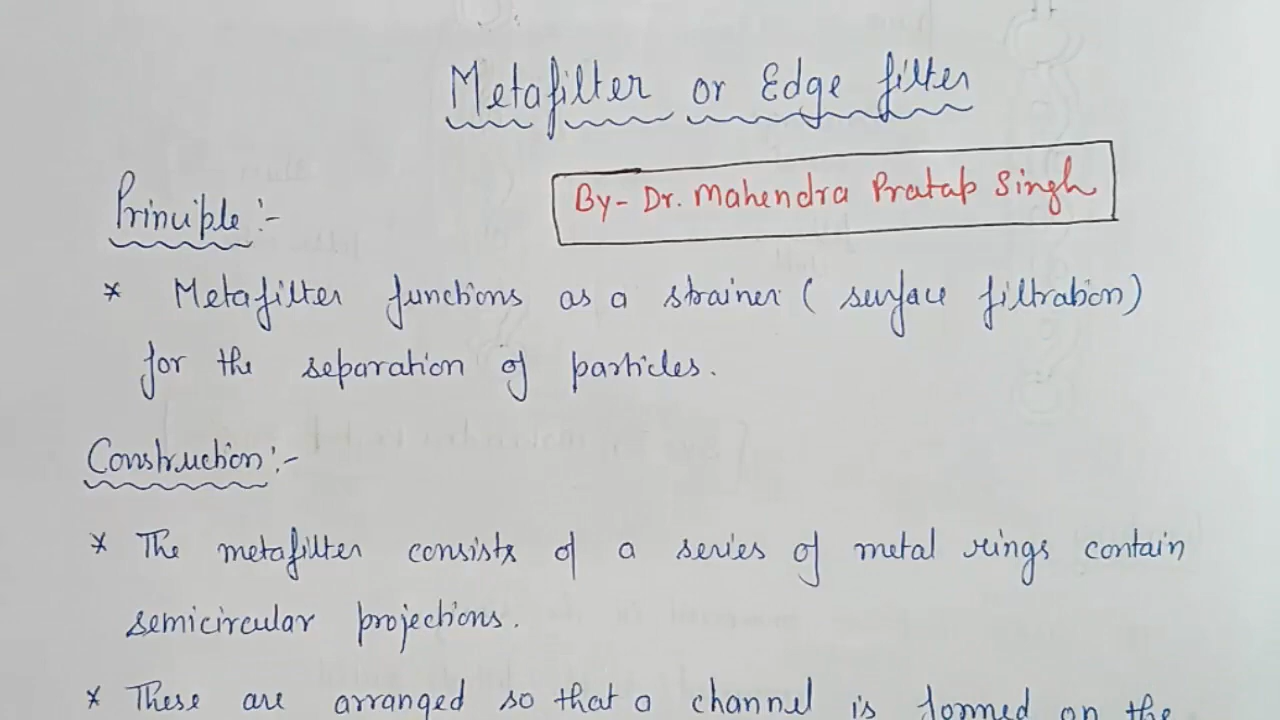 Metafilter or Edge filter
By- Dr. Mahendra Pratap Singh
Principle:-
* Metafilter functions as a strainer (surface filtration)
for the separation of particles.
Construction:-
* The metafilter consists of a series of metal rings contain
semicircular projections.
* These are arranged so that a channel is formed on the